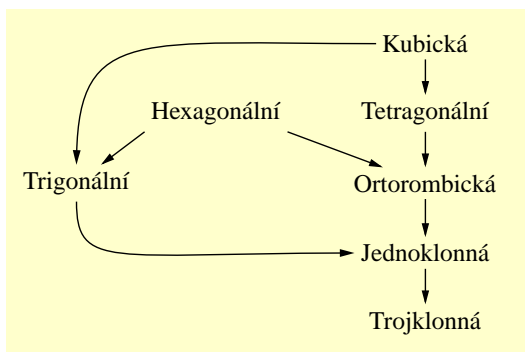 Kubická
Hexagonální
Tetragonální
Trigonální
Ortorombická
Jednoklonná
Trojklonná